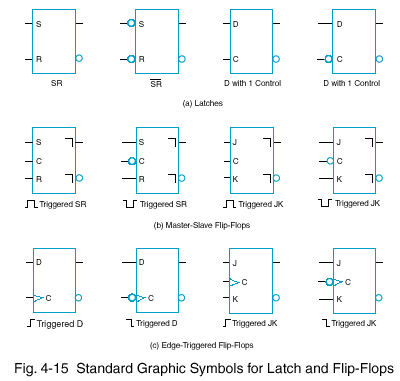 S S D D
R R C C
SR S̅R̅ D with 1 Control D with 1 Control
(a) Latches
S S J J
C C C C
R R K K
Triggered SR Triggered SR Triggered JK Triggered JK
(b) Master-Slave Flip-Flops
D D J J
C C
C C K K
Triggered D Triggered D Triggered JK Triggered JK
(c) Edge-Triggered Flip-Flops
Fig. 4-15 Standard Graphic Symbols for Latch and Flip-Flops